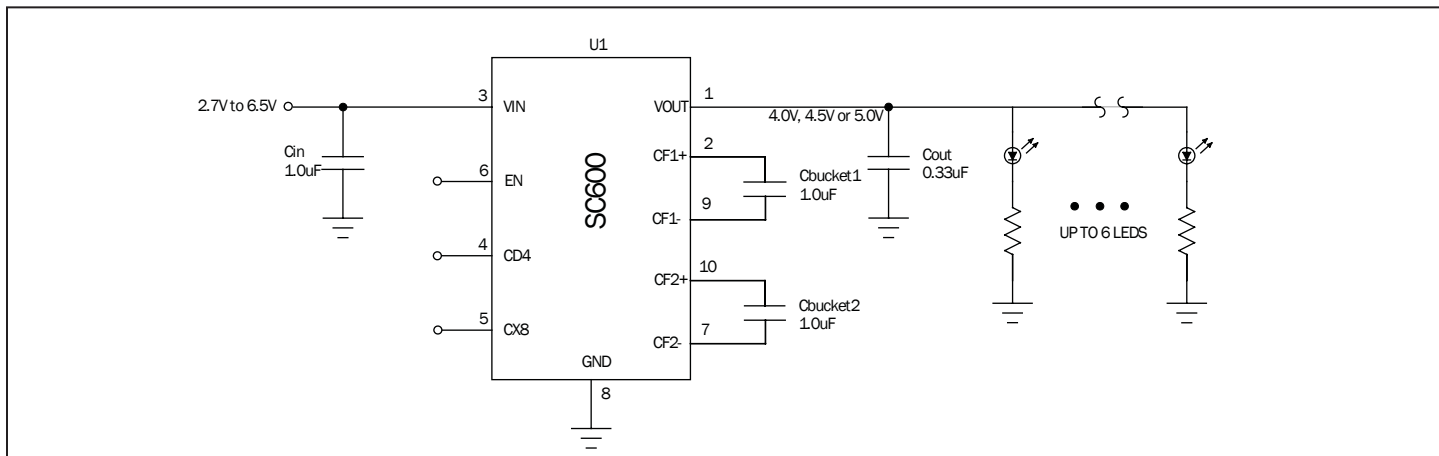 U1
2.7V to 6.5V
3
VIN
VOUT
1
4.0V, 4.5V or 5.0V
Cin
1.0uF
6
EN
SC600
CF1+
2
Cbucket1
1.0uF
CF1-
9
Cout
0.33uF
4
CD4
CF2+
10
Cbucket2
1.0uF
UP TO 6 LEDS
5
CX8
CF2-
7
GND
8